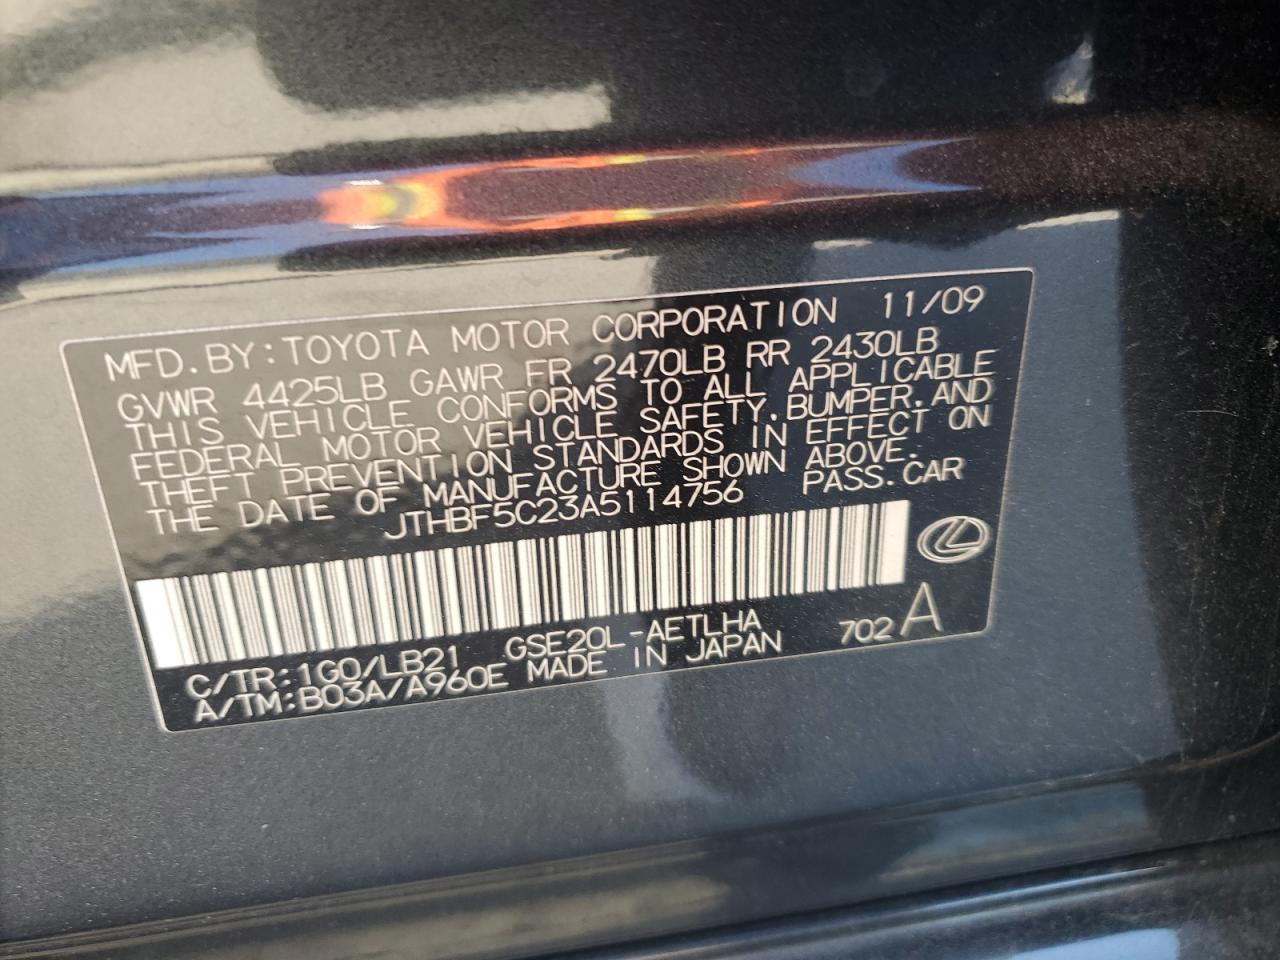 MFD. BY: TOYOTA MOTOR CORPORATION 11/09
GVWR 4425LB GAWR FR 2470LB RR 2430LB
THIS VEHICLE CONFORMS TO ALL APPLICABLE
FEDERAL MOTOR VEHICLE SAFETY, BUMPER, AND
THEFT PREVENTION STANDARDS IN EFFECT ON
THE DATE OF MANUFACTURE SHOWN ABOVE.
JTHBF5C23A5114756 PASS. CAR
C/TR: 1G0/LB21 GSE20L-AETLHA 702 A
A/TM: B03A/A960E MADE IN JAPAN